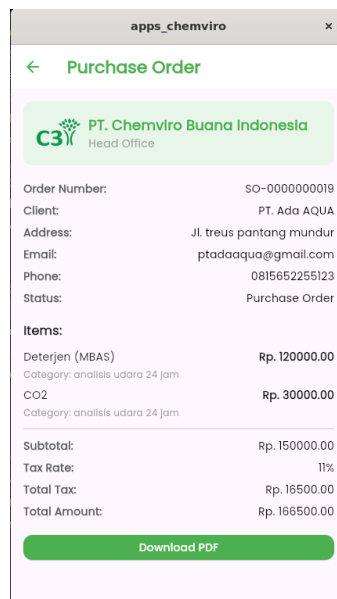 apps_chemviro ×
← Purchase Order
C3 PT. Chemviro Buana Indonesia
Head Office
Order Number: SO-0000000019
Client: PT. Ada AQUA
Address: Jl. treus pantang mundur
Email: ptadaaqua@gmail.com
Phone: 0815652255123
Status: Purchase Order
Items:
Deterjen (MBAS) Rp. 120000.00
Category: analisis udara 24 jam
CO2 Rp. 30000.00
Category: analisis udara 24 jam
Subtotal: Rp. 150000.00
Tax Rate: 11%
Total Tax: Rp. 16500.00
Total Amount: Rp. 166500.00
Download PDF